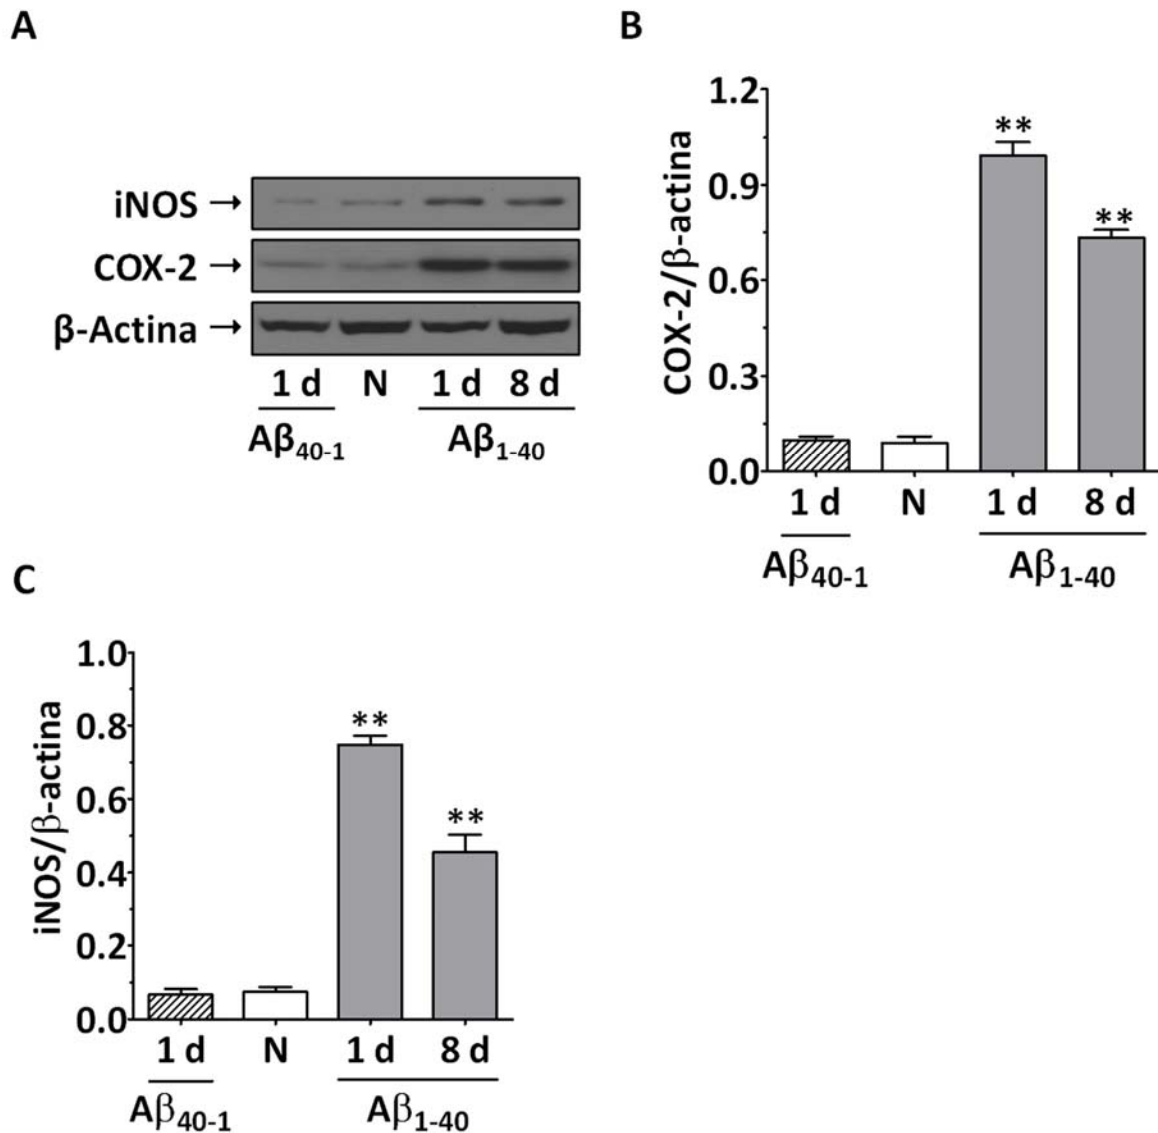 A
iNOS →
COX-2 →
β-Actina →
1 d N 1 d 8 d
Aβ40-1 Aβ1-40
B
COX-2/β-actina
1.2
0.9
0.6
0.3
0.0
**
**
1 d N 1 d 8 d
Aβ40-1 Aβ1-40
C
iNOS/β-actina
1.0
0.8
0.6
0.4
0.2
0.0
**
**
1 d N 1 d 8 d
Aβ40-1 Aβ1-40